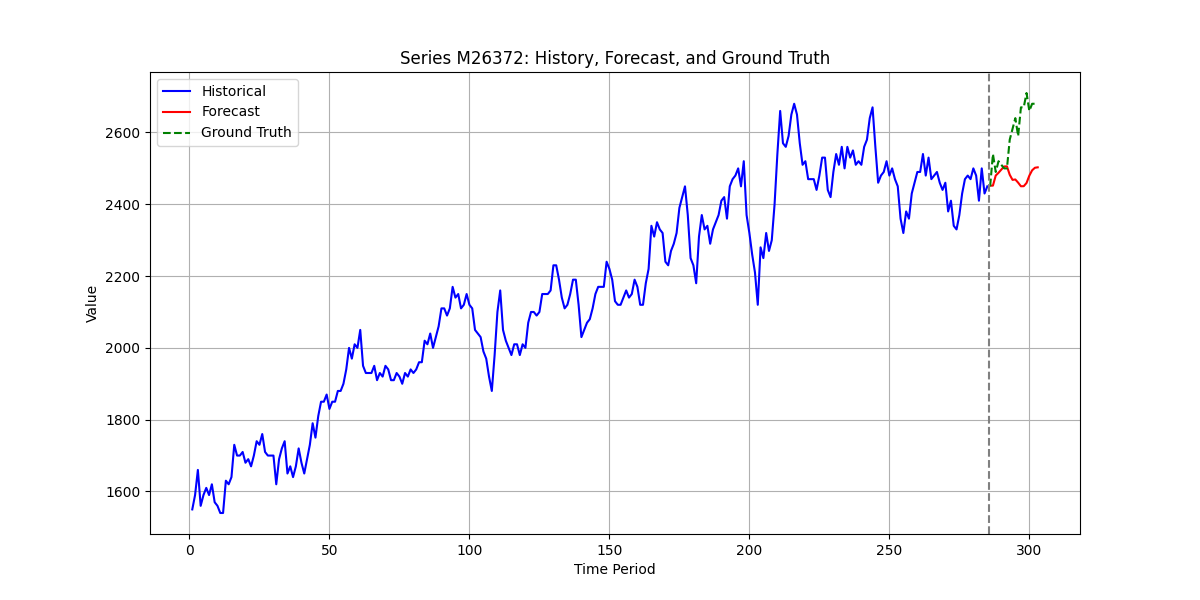 Series M26372: History, Forecast, and Ground Truth
Historical
Forecast
Ground Truth
2600
2400
2200
2000
1800
1600
Value
0 50 100 150 200 250 300
Time Period